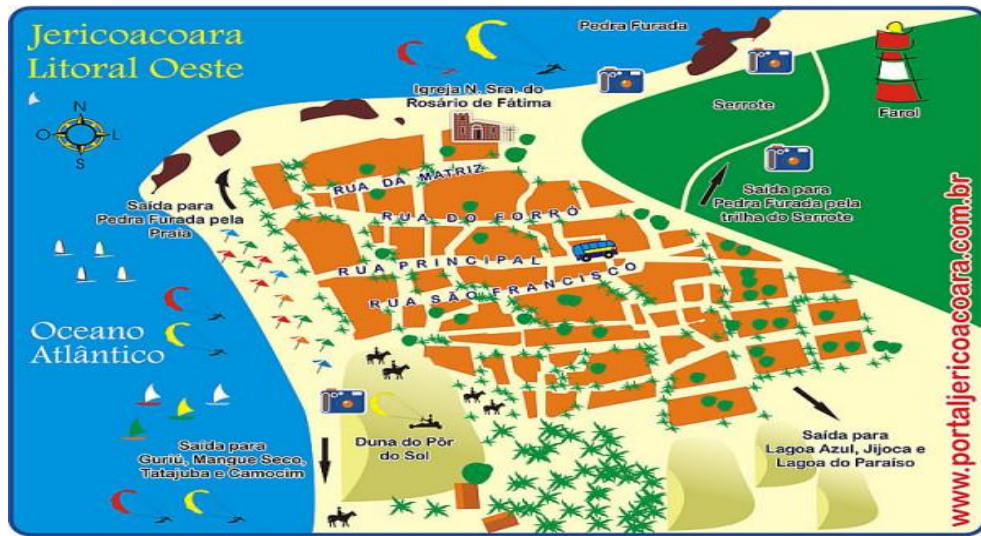 Jericoacoara
Litoral Oeste
Pedra Furada
Igreja N. Sra. do
Rosário de Fátima
Serrote
Farol
N
O
L
S
RUA DA MATRIZ
Saída para
Pedra Furada pela
Praia
Saída para
Pedra Furada pela
trilha do Serrote
RUA DO FORRÓ
RUA PRINCIPAL
RUA SÃO FRANCISCO
Oceano
Atlântico
Saída para
Guriú, Mangue Seco,
Tatajuba e Camocim
Duna do Pôr
do Sol
Saída para
Lagoa Azul, Jijoca e
Lagoa do Paraíso
www.portaljericoacoara.com.br